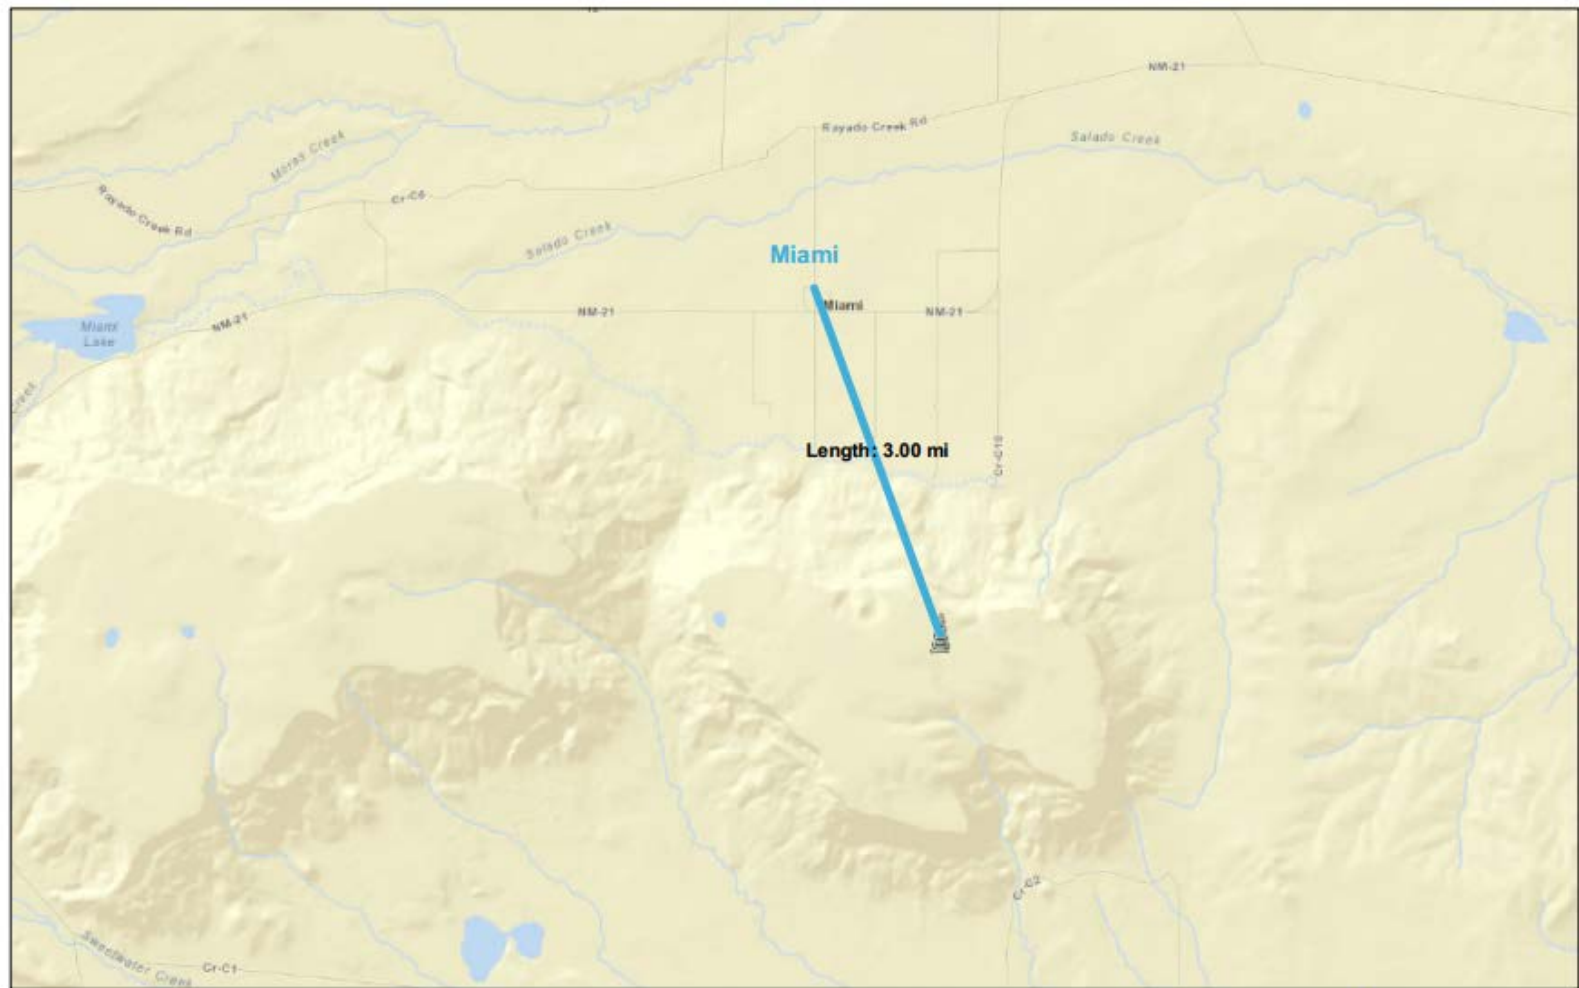 NM-21
Rayado Creek Rd
Salado Creek
Moras Creek
Rayado Creek Rd
Cr-C6
Salado Creek
Miami
Miami
NM-21
NM-21
NM-21
Miami
Lake
Creek
Length: 3.00 mi
Cr-C10
Cr-C2
Sweetwater Creek
Cr-C1